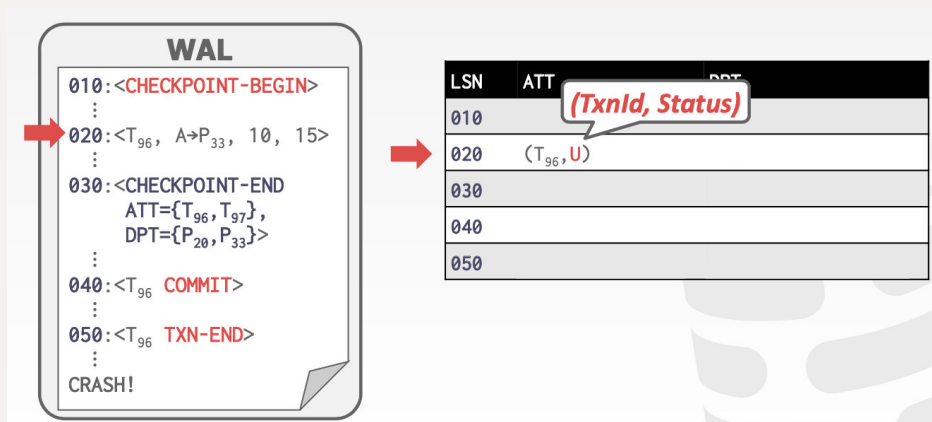 WAL
010:<CHECKPOINT-BEGIN>
⋮
020:<T96, A→P33, 10, 15>
⋮
030:<CHECKPOINT-END
ATT={T96,T97},
DPT={P20,P33}>
⋮
040:<T96 COMMIT>
⋮
050:<T96 TXN-END>
⋮
CRASH!
LSN ATT
(TxnId, Status)
010
020 (T96,U)
030
040
050